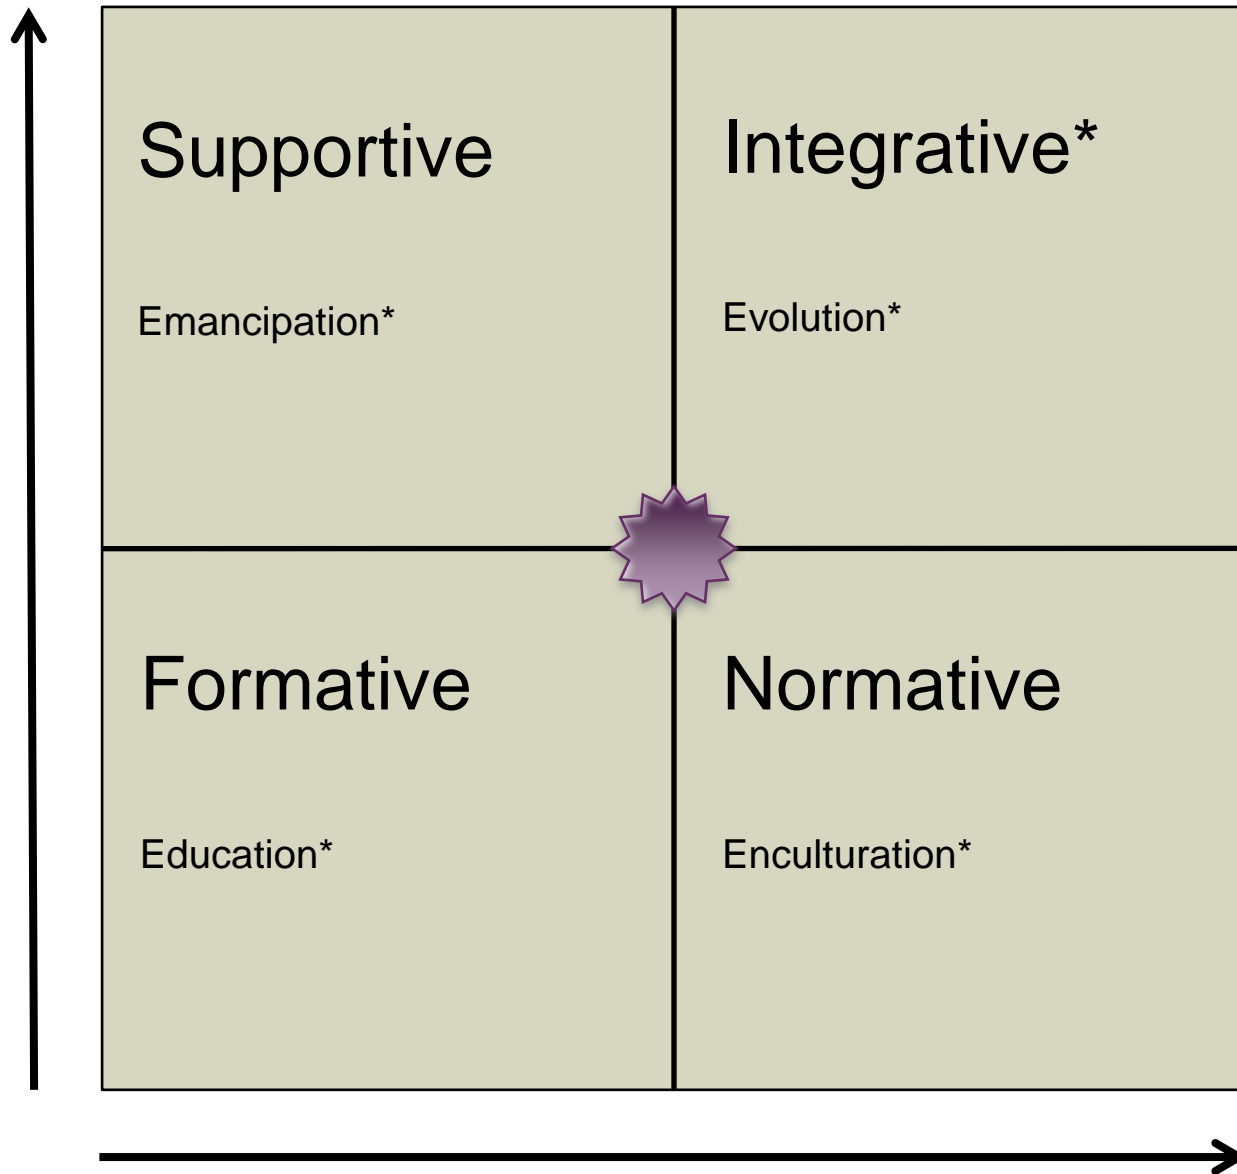 Supportive
Integrative*
Emancipation*
Evolution*
Formative
Normative
Education*
Enculturation*